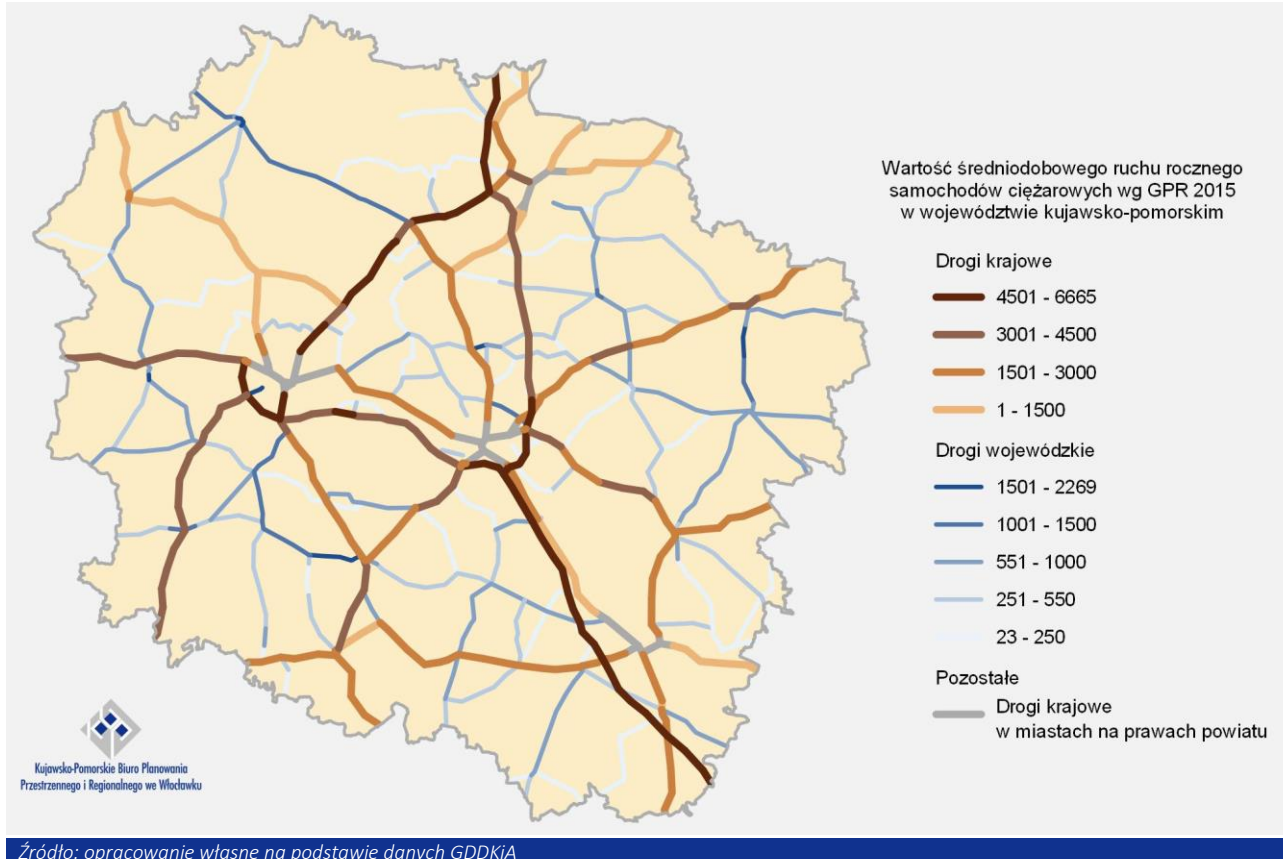 Wartość średniodobowego ruchu rocznego
samochodów ciężarowych wg GPR 2015
w województwie kujawsko-pomorskim
Drogi krajowe
4501 - 6665
3001 - 4500
1501 - 3000
1 - 1500
Drogi wojewódzkie
1501 - 2269
1001 - 1500
551 - 1000
251 - 550
23 - 250
Pozostałe
Drogi krajowe
w miastach na prawach powiatu
Kujawsko-Pomorskie Biuro Planowania
Przestrzennego i Regionalnego we Włocławku
Źródło: opracowanie własne na podstawie danych GDDKiA